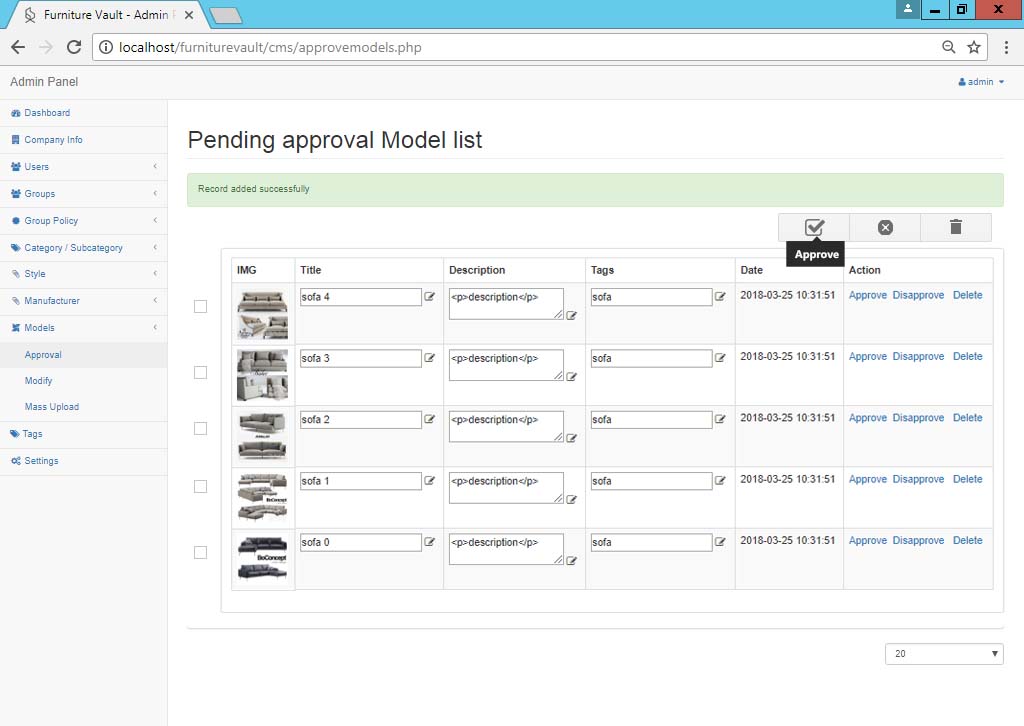 Furniture Vault - Admin
localhost/furniturevault/cms/approvemodels.php
Admin Panel
admin
Dashboard
Company Info
Users
Groups
Group Policy
Category / Subcategory
Style
Manufacturer
Models
Approval
Modify
Mass Upload
Tags
Settings
Pending approval Model list
Record added successfully
Approve
IMG Title Description Tags Date Action
sofa 4 <p>description</p> sofa 2018-03-25 10:31:51 Approve Disapprove Delete
sofa 3 <p>description</p> sofa 2018-03-25 10:31:51 Approve Disapprove Delete
sofa 2 <p>description</p> sofa 2018-03-25 10:31:51 Approve Disapprove Delete
sofa 1 <p>description</p> sofa 2018-03-25 10:31:51 Approve Disapprove Delete
BoConcept
sofa 0 <p>description</p> sofa 2018-03-25 10:31:51 Approve Disapprove Delete
BoConcept
20